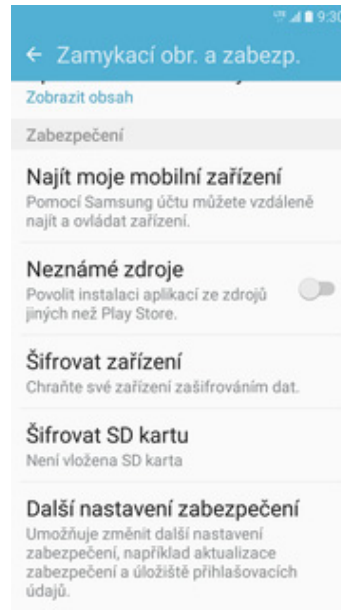 9:30
Zamykací obr. a zabezp.
Zobrazit obsah
Zabezpečení
Najít moje mobilní zařízení
Pomocí Samsung účtu můžete vzdáleně
najít a ovládat zařízení.
Neznámé zdroje
Povolit instalaci aplikací ze zdrojů
jiných než Play Store.
Šifrovat zařízení
Chraňte své zařízení zašifrováním dat.
Šifrovat SD kartu
Není vložena SD karta
Další nastavení zabezpečení
Umožňuje změnit další nastavení
zabezpečení, například aktualizace
zabezpečení a úložiště přihlašovacích
údajů.